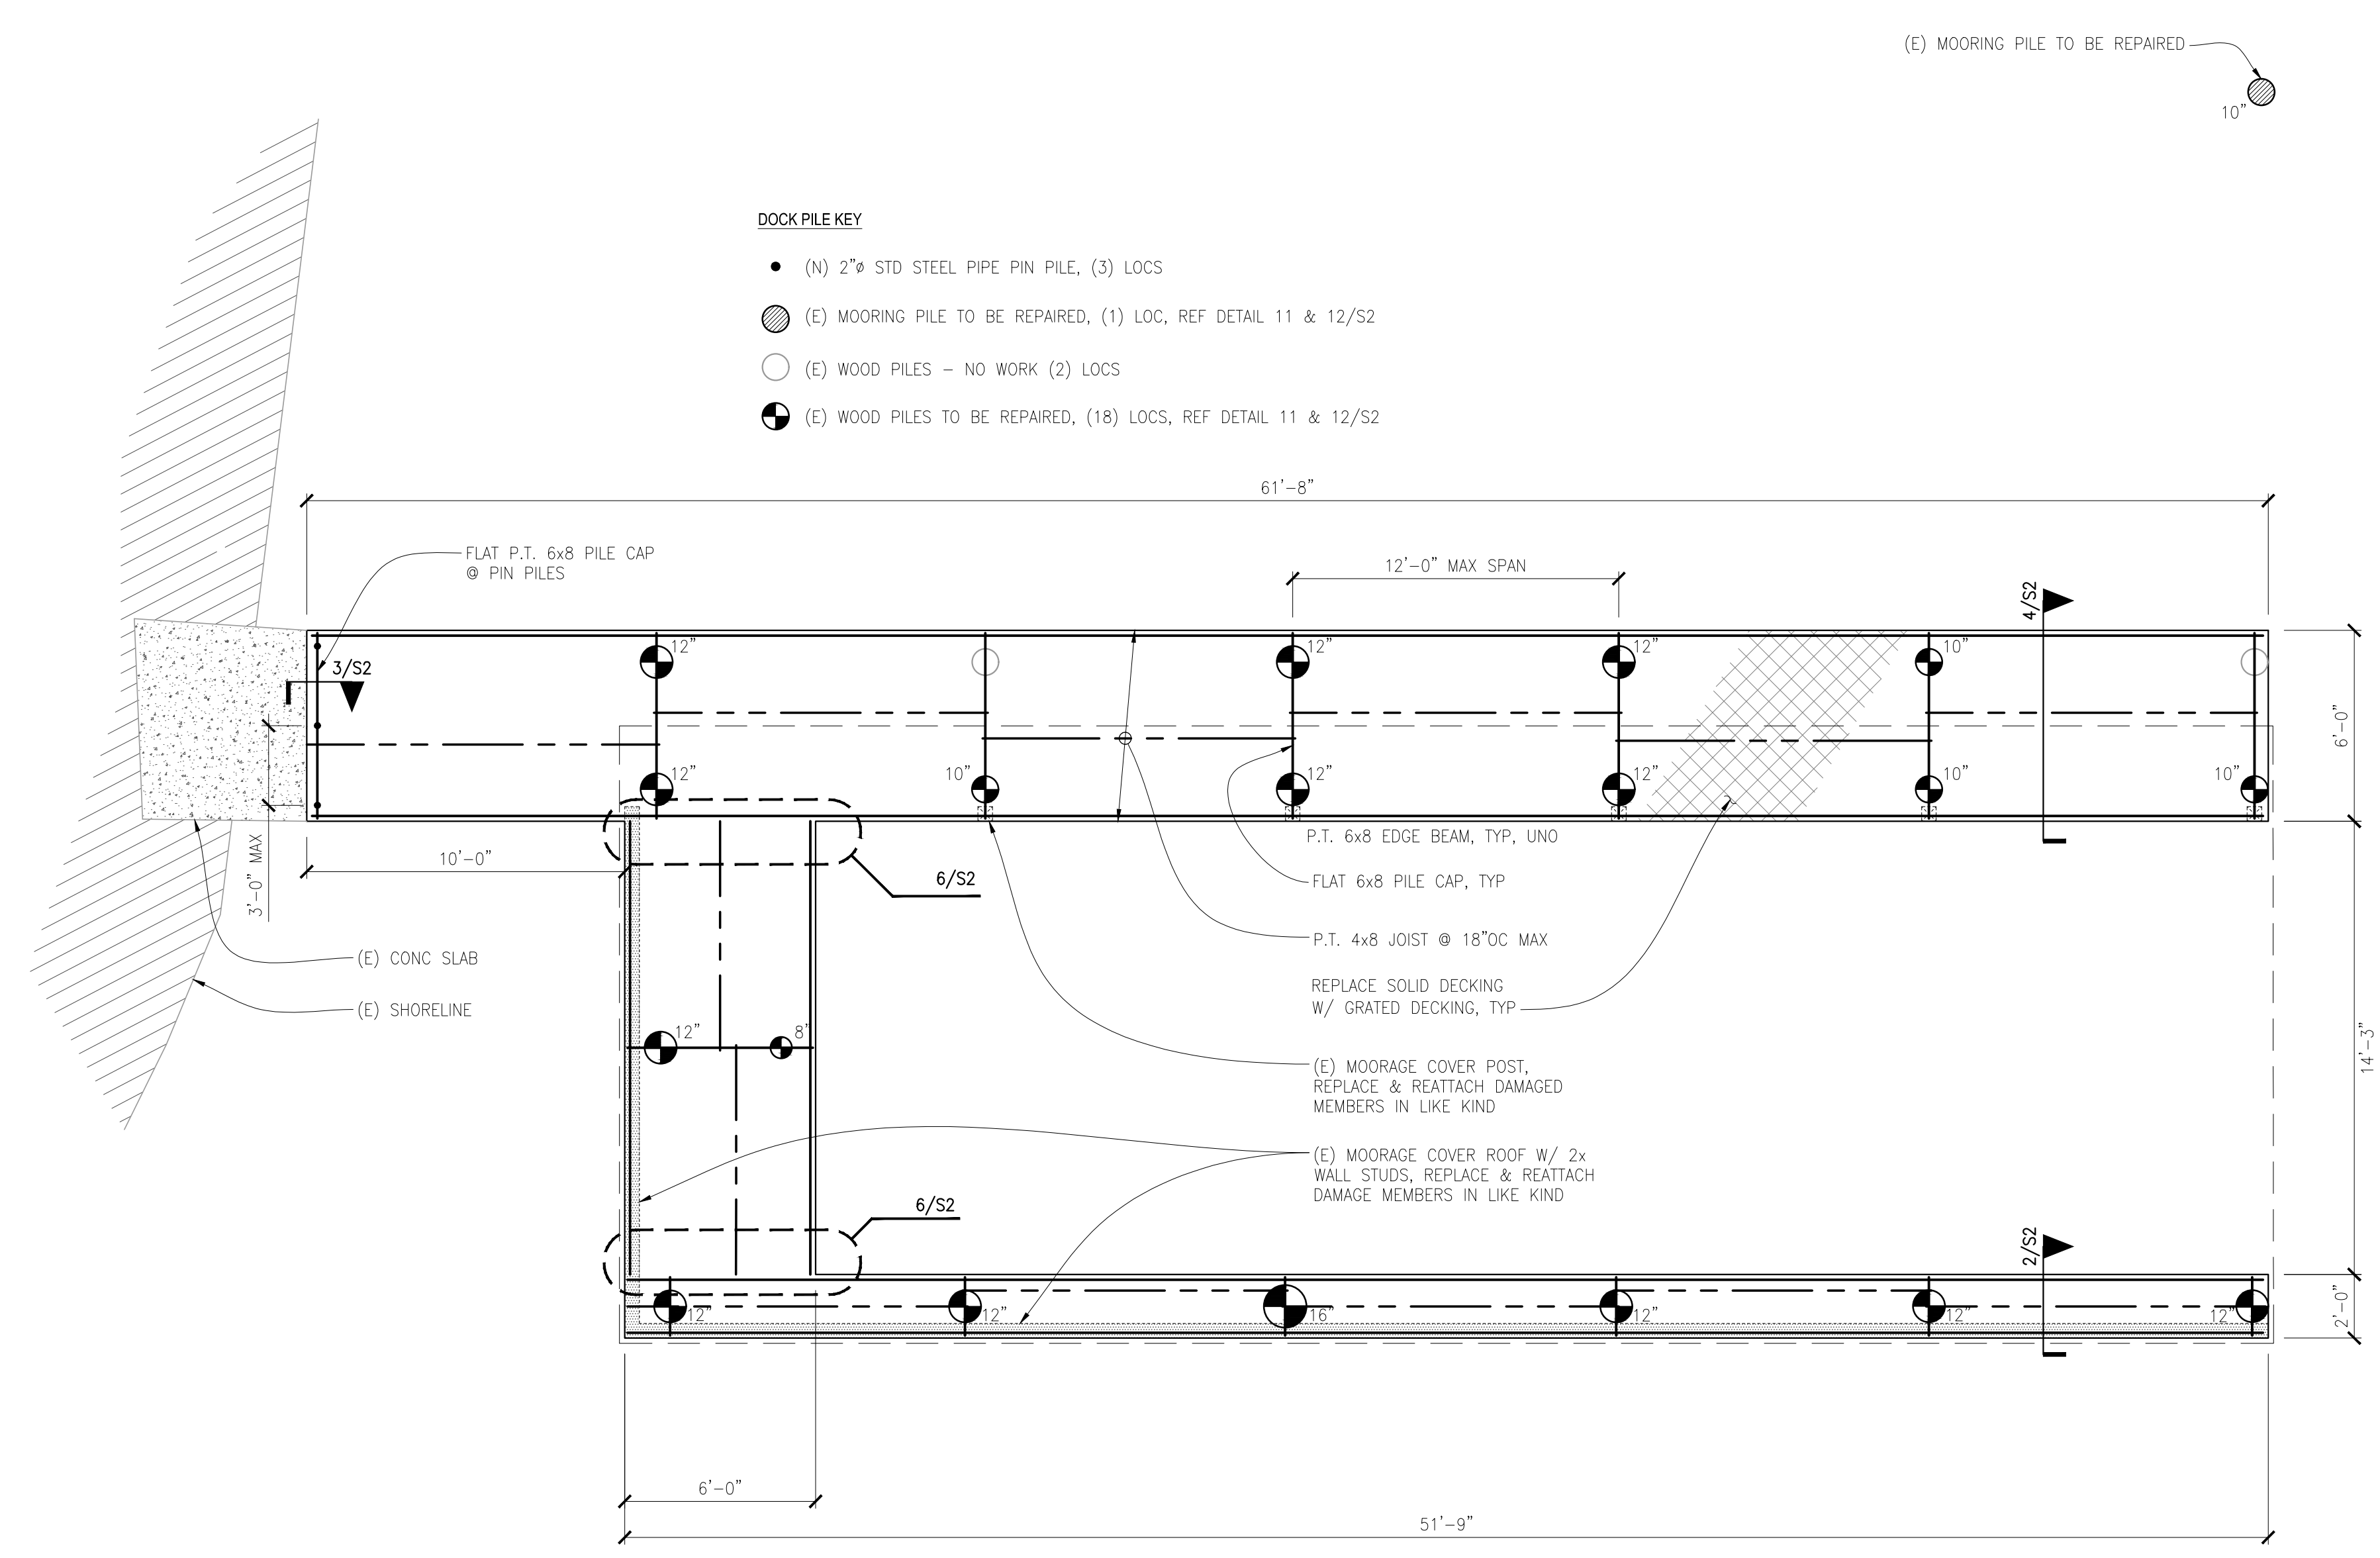 (E) MOORING PILE TO BE REPAIRED
10"
DOCK PILE KEY
(N) 2"ø STD STEEL PIPE PIN PILE, (3) LOCS
(E) MOORING PILE TO BE REPAIRED, (1) LOC, REF DETAIL 11 & 12/S2
(E) WOOD PILES - NO WORK (2) LOCS
(E) WOOD PILES TO BE REPAIRED, (18) LOCS, REF DETAIL 11 & 12/S2
61'-8"
FLAT P.T. 6x8 PILE CAP
@ PIN PILES
12'-0" MAX SPAN
4/S2
12"
12"
12"
10"
3/S2
6'-0"
12"
10"
12"
12"
10"
10"
P.T. 6x8 EDGE BEAM, TYP, UNO
10'-0"
3'-0" MAX
6/S2
FLAT 6x8 PILE CAP, TYP
P.T. 4x8 JOIST @ 18"OC MAX
(E) CONC SLAB
REPLACE SOLID DECKING
W/ GRATED DECKING, TYP
(E) SHORELINE
12"
8"
14'-3"
(E) MOORAGE COVER POST,
REPLACE & REATTACH DAMAGED
MEMBERS IN LIKE KIND
(E) MOORAGE COVER ROOF W/ 2x
WALL STUDS, REPLACE & REATTACH
DAMAGE MEMBERS IN LIKE KIND
6/S2
2/S2
12"
12"
16"
12"
12"
12"
2'-0"
6'-0"
51'-9"